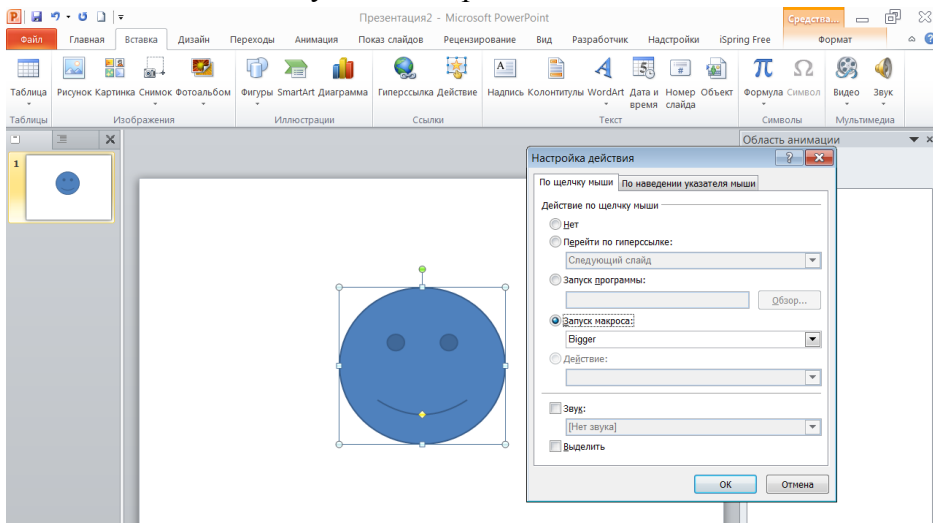 Презентация2 - Microsoft PowerPoint
Средства...
Файл Главная Вставка Дизайн Переходы Анимация Показ слайдов Рецензирование Вид Разработчик Надстройки iSpring Free Формат
Таблица Рисунок Картинка Снимок Фотоальбом Фигуры SmartArt Диаграмма Гиперссылка Действие Надпись Колонтитулы WordArt Дата и время Номер слайда Объект Формула Символ Видео Звук
Таблицы Изображения Иллюстрации Ссылки Текст Символы Мультимедиа
Область анимации
1
Настройка действия
По щелчку мыши По наведении указателя мыши
Действие по щелчку мыши
Нет
Перейти по гиперссылке:
Следующий слайд
Запуск программы:
Обзор...
Запуск макроса:
Bigger
Действие:
Звук:
[Нет звука]
Выделить
ОК Отмена